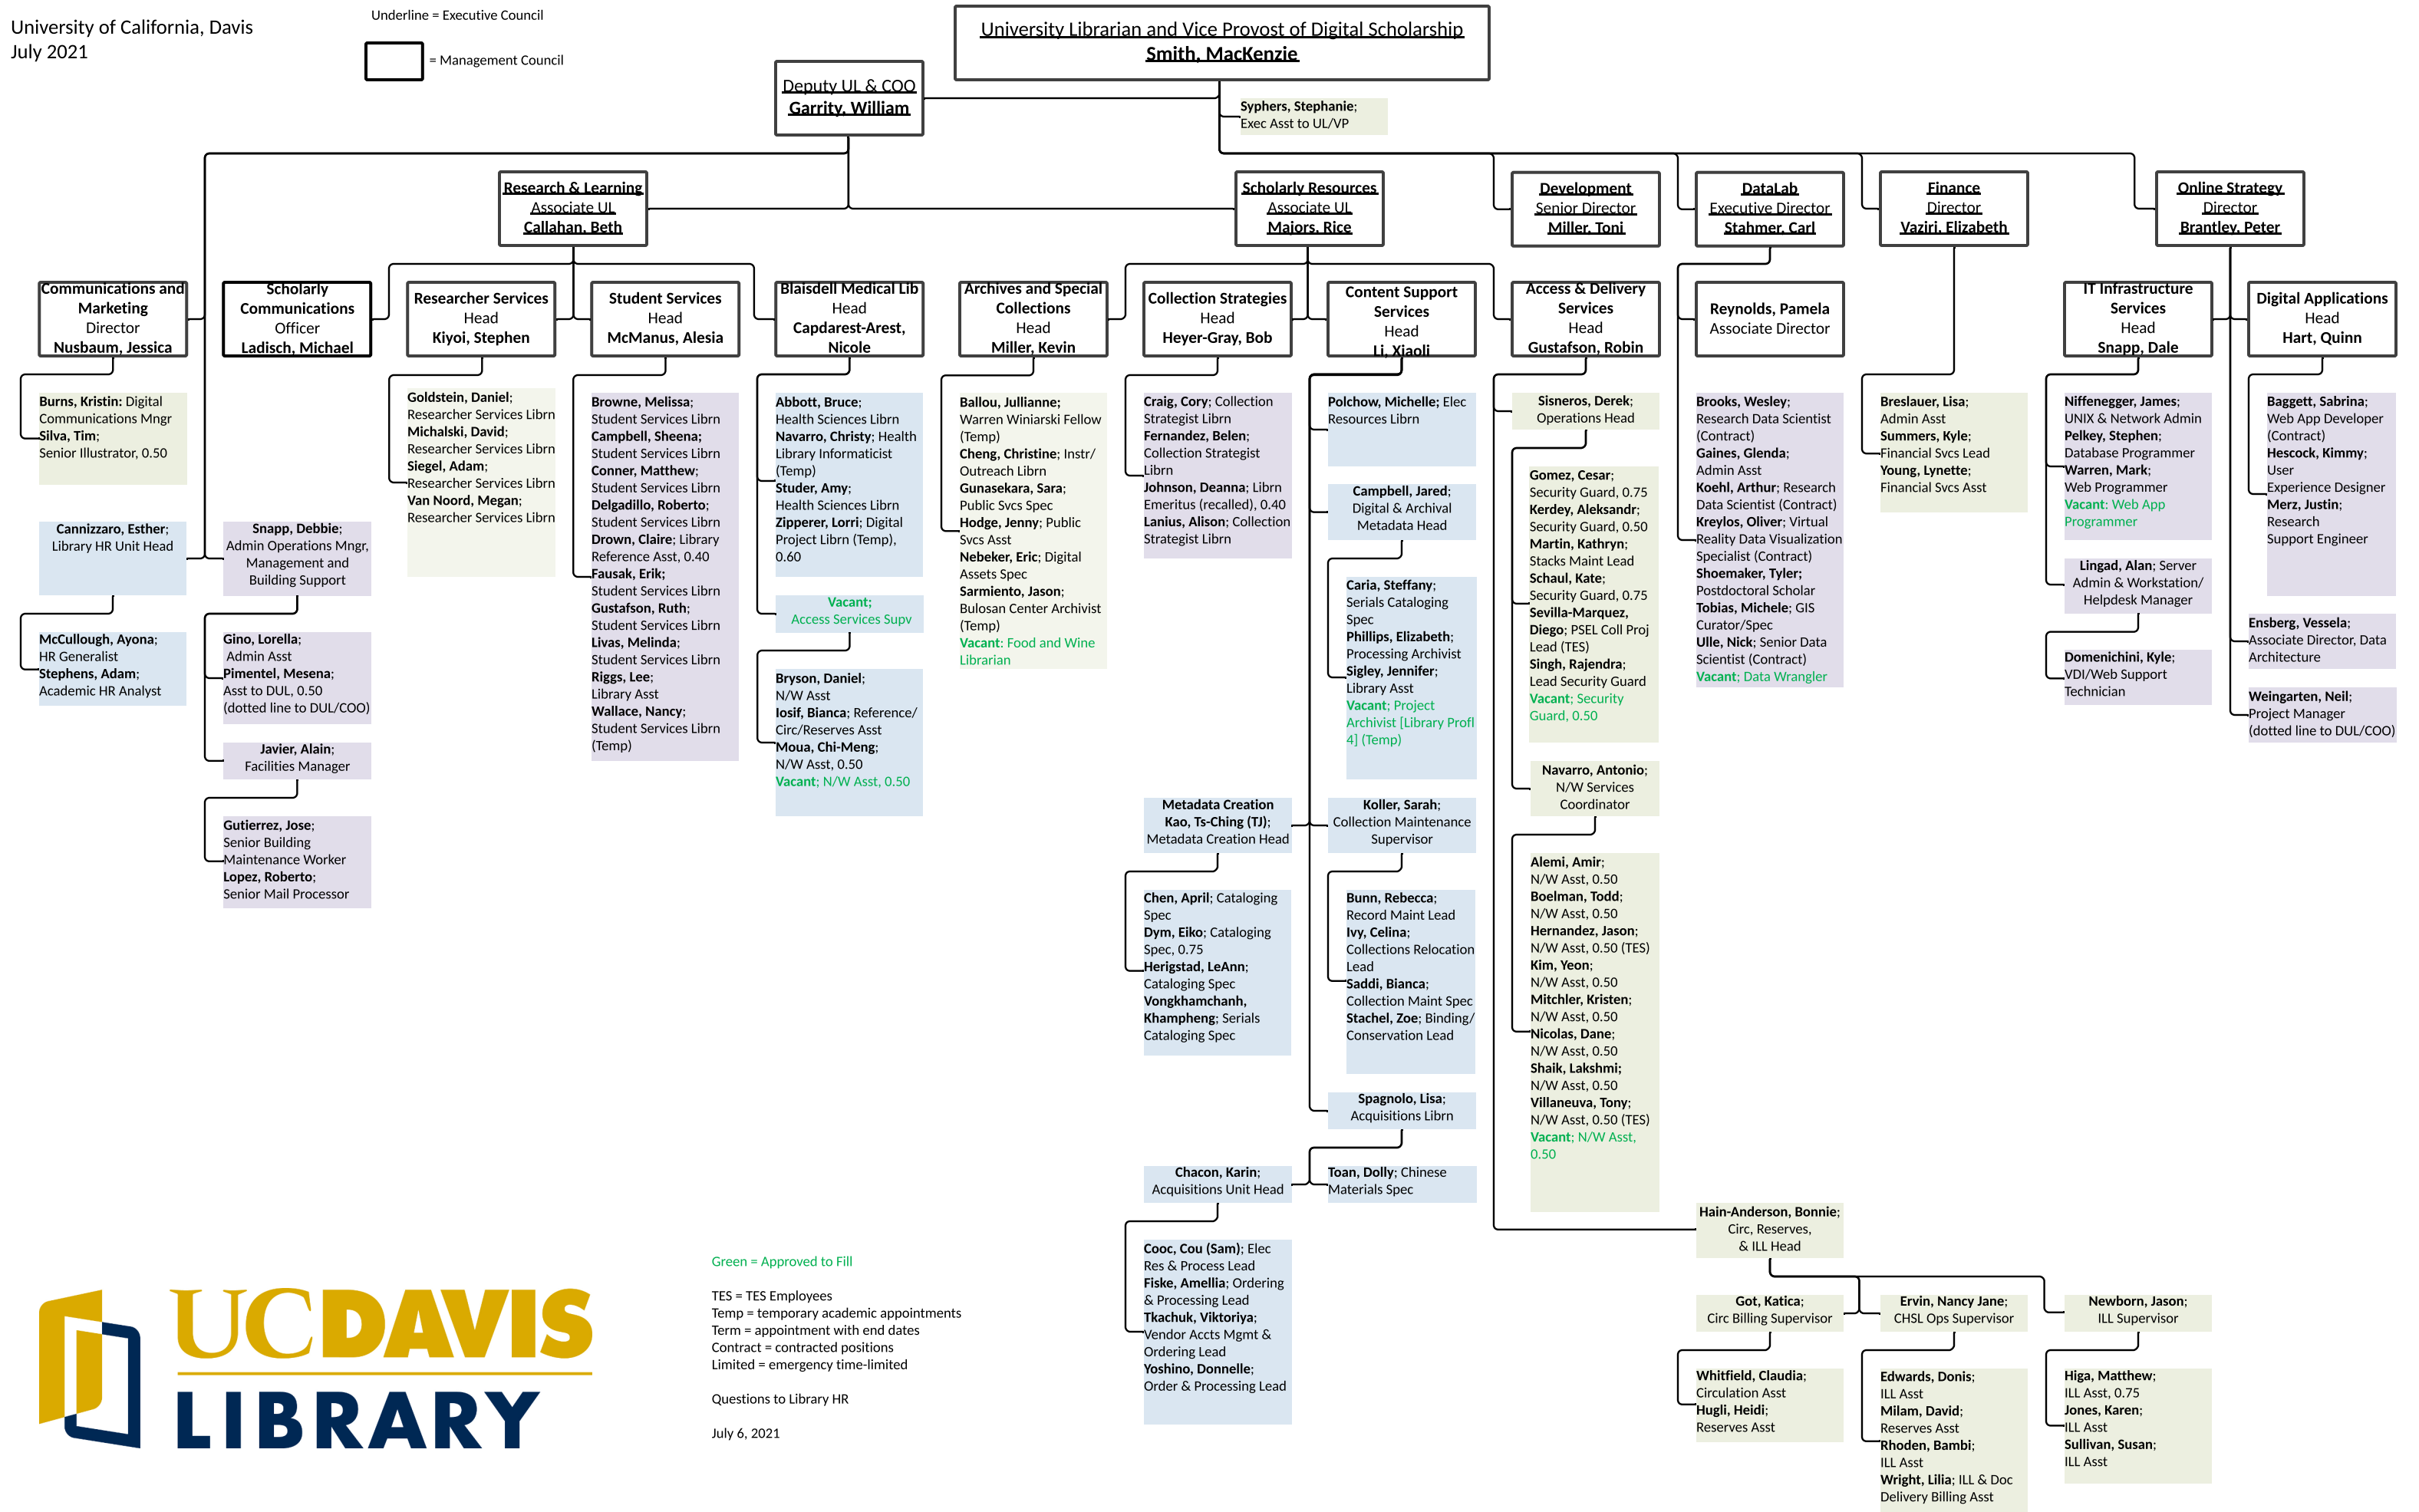 University of California, Davis
July 2021
Underline = Executive Council
= Management Council
University Librarian and Vice Provost of Digital Scholarship
Smith, MacKenzie
Deputy UL & COO
Garrity, William
Syphers, Stephanie;
Exec Asst to UL/VP
Research & Learning
Associate UL
Callahan, Beth
Scholarly Resources
Associate UL
Majors, Rice
Development
Senior Director
Miller, Toni
DataLab
Executive Director
Stahmer, Carl
Finance
Director
Vaziri, Elizabeth
Online Strategy
Director
Brantley, Peter
Communications and
Marketing
Director
Nusbaum, Jessica
Scholarly
Communications
Officer
Ladisch, Michael
Researcher Services
Head
Kiyoi, Stephen
Student Services
Head
McManus, Alesia
Blaisdell Medical Lib
Head
Capdarest-Arest,
Nicole
Archives and Special
Collections
Head
Miller, Kevin
Collection Strategies
Head
Heyer-Gray, Bob
Content Support
Services
Head
Li, Xiaoli
Access & Delivery
Services
Head
Gustafson, Robin
Reynolds, Pamela
Associate Director
IT Infrastructure
Services
Head
Snapp, Dale
Digital Applications
Head
Hart, Quinn
Burns, Kristin: Digital
Communications Mngr
Silva, Tim;
Senior Illustrator, 0.50
Cannizzaro, Esther;
Library HR Unit Head
McCullough, Ayona;
HR Generalist
Stephens, Adam;
Academic HR Analyst
Snapp, Debbie;
Admin Operations Mngr,
Management and
Building Support
Gino, Lorella;
Admin Asst
Pimentel, Mesena;
Asst to DUL, 0.50
(dotted line to DUL/COO)
Javier, Alain;
Facilities Manager
Gutierrez, Jose;
Senior Building
Maintenance Worker
Lopez, Roberto;
Senior Mail Processor
Goldstein, Daniel;
Researcher Services Librn
Michalski, David;
Researcher Services Librn
Siegel, Adam;
Researcher Services Librn
Van Noord, Megan;
Researcher Services Librn
Browne, Melissa;
Student Services Librn
Campbell, Sheena;
Student Services Librn
Conner, Matthew;
Student Services Librn
Delgadillo, Roberto;
Student Services Librn
Drown, Claire; Library
Reference Asst, 0.40
Fausak, Erik;
Student Services Librn
Gustafson, Ruth;
Student Services Librn
Livas, Melinda;
Student Services Librn
Riggs, Lee;
Library Asst
Wallace, Nancy;
Student Services Librn
(Temp)
Abbott, Bruce;
Health Sciences Librn
Navarro, Christy; Health
Library Informaticist
(Temp)
Studer, Amy;
Health Sciences Librn
Zipperer, Lorri; Digital
Project Librn (Temp),
0.60
Vacant;
Access Services Supv
Bryson, Daniel;
N/W Asst
Iosif, Bianca; Reference/
Circ/Reserves Asst
Moua, Chi-Meng;
N/W Asst, 0.50
Vacant; N/W Asst, 0.50
Ballou, Jullianne;
Warren Winiarski Fellow
(Temp)
Cheng, Christine; Instr/
Outreach Librn
Gunasekara, Sara;
Public Svcs Spec
Hodge, Jenny; Public
Svcs Asst
Nebeker, Eric; Digital
Assets Spec
Sarmiento, Jason;
Bulosan Center Archivist
(Temp)
Vacant: Food and Wine
Librarian
Craig, Cory; Collection
Strategist Librn
Fernandez, Belen;
Collection Strategist
Librn
Johnson, Deanna; Librn
Emeritus (recalled), 0.40
Lanius, Alison; Collection
Strategist Librn
Polchow, Michelle; Elec
Resources Librn
Campbell, Jared;
Digital & Archival
Metadata Head
Caria, Steffany;
Serials Cataloging
Spec
Phillips, Elizabeth;
Processing Archivist
Sigley, Jennifer;
Library Asst
Vacant; Project
Archivist [Library Profl
4] (Temp)
Metadata Creation
Kao, Ts-Ching (TJ);
Metadata Creation Head
Chen, April; Cataloging
Spec
Dym, Eiko; Cataloging
Spec, 0.75
Herigstad, LeAnn;
Cataloging Spec
Vongkhamchanh,
Khampheng; Serials
Cataloging Spec
Koller, Sarah;
Collection Maintenance
Supervisor
Bunn, Rebecca;
Record Maint Lead
Ivy, Celina;
Collections Relocation
Lead
Saddi, Bianca;
Collection Maint Spec
Stachel, Zoe; Binding/
Conservation Lead
Spagnolo, Lisa;
Acquisitions Librn
Chacon, Karin;
Acquisitions Unit Head
Toan, Dolly; Chinese
Materials Spec
Cooc, Cou (Sam); Elec
Res & Process Lead
Fiske, Amellia; Ordering
& Processing Lead
Tkachuk, Viktoriya;
Vendor Accts Mgmt &
Ordering Lead
Yoshino, Donnelle;
Order & Processing Lead
Sisneros, Derek;
Operations Head
Gomez, Cesar;
Security Guard, 0.75
Kerdey, Aleksandr;
Security Guard, 0.50
Martin, Kathryn;
Stacks Maint Lead
Schaul, Kate;
Security Guard, 0.75
Sevilla-Marquez,
Diego; PSEL Coll Proj
Lead (TES)
Singh, Rajendra;
Lead Security Guard
Vacant; Security
Guard, 0.50
Navarro, Antonio;
N/W Services
Coordinator
Alemi, Amir;
N/W Asst, 0.50
Boelman, Todd;
N/W Asst, 0.50
Hernandez, Jason;
N/W Asst, 0.50 (TES)
Kim, Yeon;
N/W Asst, 0.50
Mitchler, Kristen;
N/W Asst, 0.50
Nicolas, Dane;
N/W Asst, 0.50
Shaik, Lakshmi;
N/W Asst, 0.50
Villaneuva, Tony;
N/W Asst, 0.50 (TES)
Vacant; N/W Asst,
0.50
Brooks, Wesley;
Research Data Scientist
(Contract)
Gaines, Glenda;
Admin Asst
Koehl, Arthur; Research
Data Scientist (Contract)
Kreylos, Oliver; Virtual
Reality Data Visualization
Specialist (Contract)
Shoemaker, Tyler;
Postdoctoral Scholar
Tobias, Michele; GIS
Curator/Spec
Ulle, Nick; Senior Data
Scientist (Contract)
Vacant; Data Wrangler
Breslauer, Lisa;
Admin Asst
Summers, Kyle;
Financial Svcs Lead
Young, Lynette;
Financial Svcs Asst
Niffenegger, James;
UNIX & Network Admin
Pelkey, Stephen;
Database Programmer
Warren, Mark;
Web Programmer
Vacant: Web App
Programmer
Lingad, Alan; Server
Admin & Workstation/
Helpdesk Manager
Domenichini, Kyle;
VDI/Web Support
Technician
Baggett, Sabrina;
Web App Developer
(Contract)
Hescock, Kimmy;
User
Experience Designer
Merz, Justin;
Research
Support Engineer
Ensberg, Vessela;
Associate Director, Data
Architecture
Weingarten, Neil;
Project Manager
(dotted line to DUL/COO)
Hain-Anderson, Bonnie;
Circ, Reserves,
& ILL Head
Got, Katica;
Circ Billing Supervisor
Ervin, Nancy Jane;
CHSL Ops Supervisor
Newborn, Jason;
ILL Supervisor
Whitfield, Claudia;
Circulation Asst
Hugli, Heidi;
Reserves Asst
Edwards, Donis;
ILL Asst
Milam, David;
Reserves Asst
Rhoden, Bambi;
ILL Asst
Wright, Lilia; ILL & Doc
Delivery Billing Asst
Higa, Matthew;
ILL Asst, 0.75
Jones, Karen;
ILL Asst
Sullivan, Susan;
ILL Asst
UCDAVIS
LIBRARY
Green = Approved to Fill
TES = TES Employees
Temp = temporary academic appointments
Term = appointment with end dates
Contract = contracted positions
Limited = emergency time-limited
Questions to Library HR
July 6, 2021